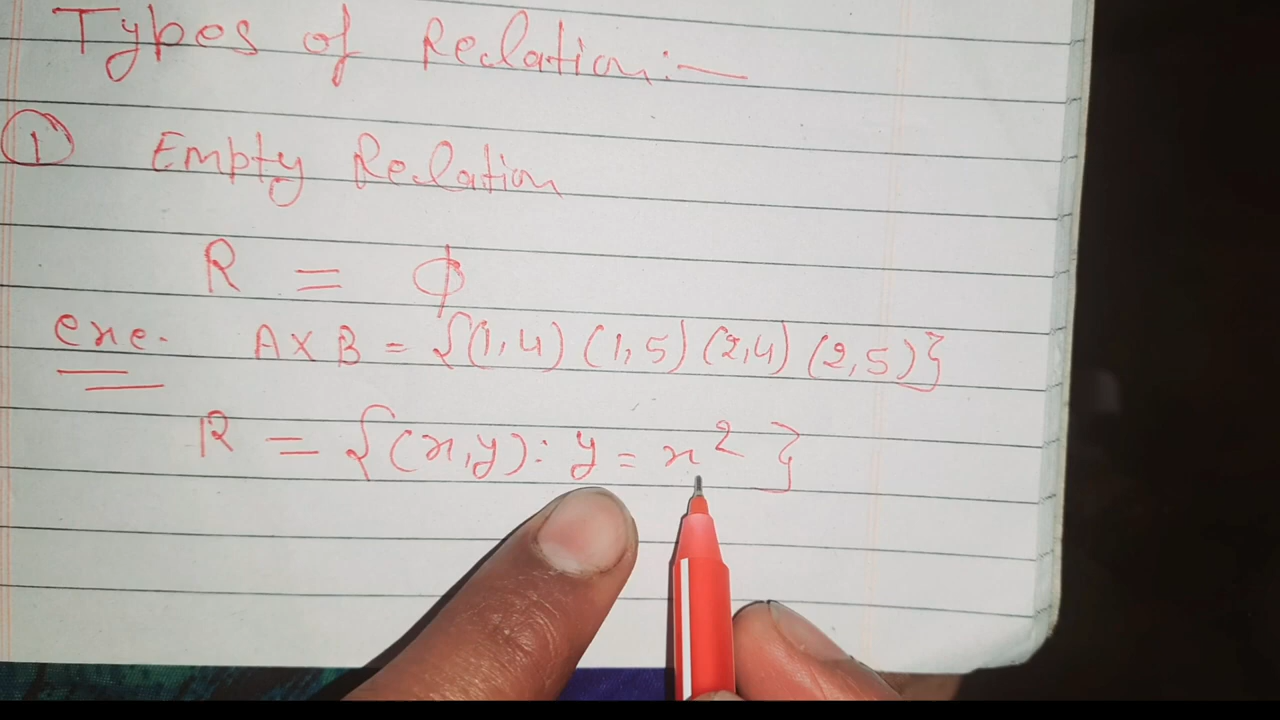 Types of Relation:—
① Empty Relation
R = ϕ
exe. A×B = {(1,4) (1,5) (2,4) (2,5)}
R = {(x,y): y = x²}